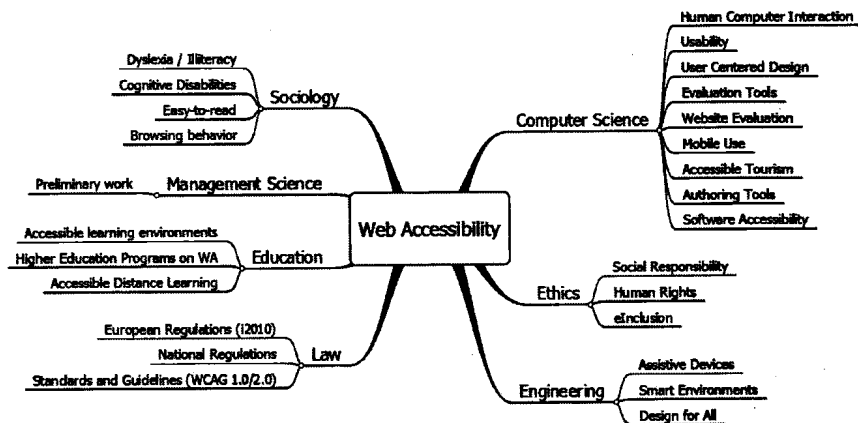 Web Accessibility
Sociology
Dyslexia / Illiteracy
Cognitive Disabilities
Easy-to-read
Browsing behavior
Management Science
Preliminary work
Education
Accessible learning environments
Higher Education Programs on WA
Accessible Distance Learning
Law
European Regulations (i2010)
National Regulations
Standards and Guidelines (WCAG 1.0/2.0)
Computer Science
Human Computer Interaction
Usability
User Centered Design
Evaluation Tools
Website Evaluation
Mobile Use
Accessible Tourism
Authoring Tools
Software Accessibility
Ethics
Social Responsibility
Human Rights
eInclusion
Engineering
Assistive Devices
Smart Environments
Design for All